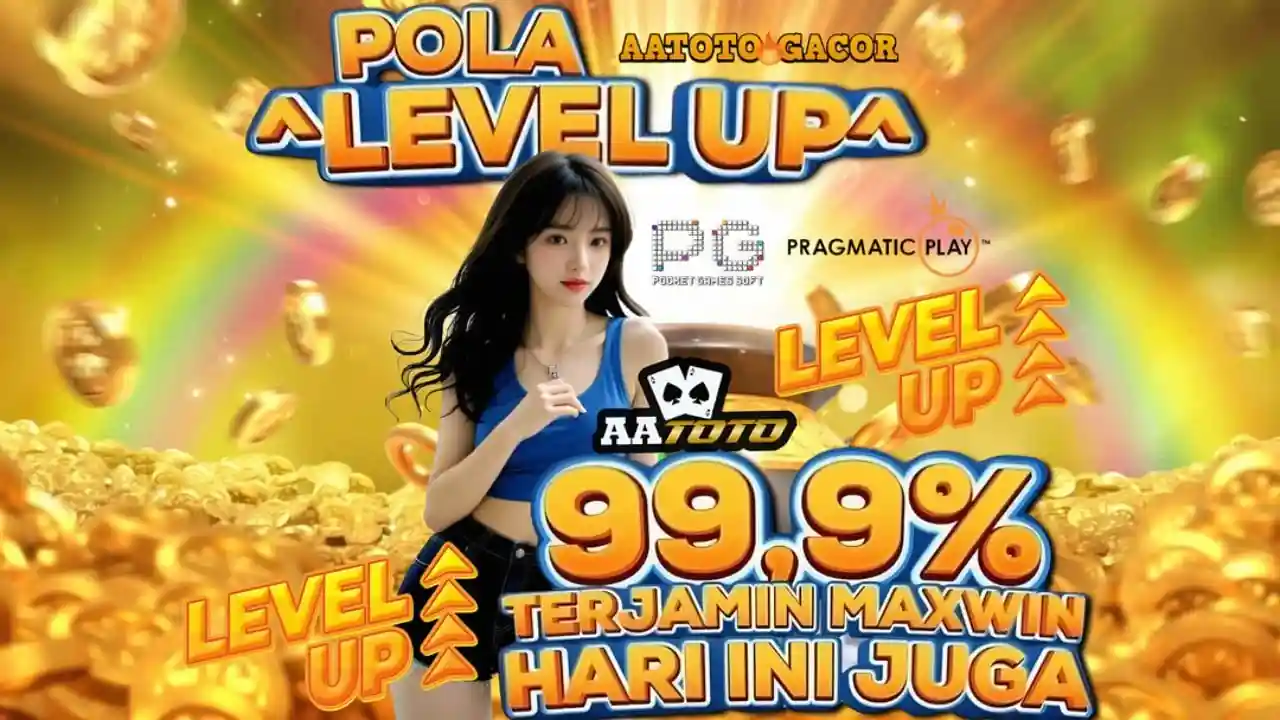 POLA
AATOTO GACOR
^LEVEL UP^
PG
POCKET GAMES SOFT
PRAGMATIC PLAY™
LEVEL
UP
AATOTO
99,9%
TERJAMIN MAXWIN
HARI INI JUGA
LEVEL
UP